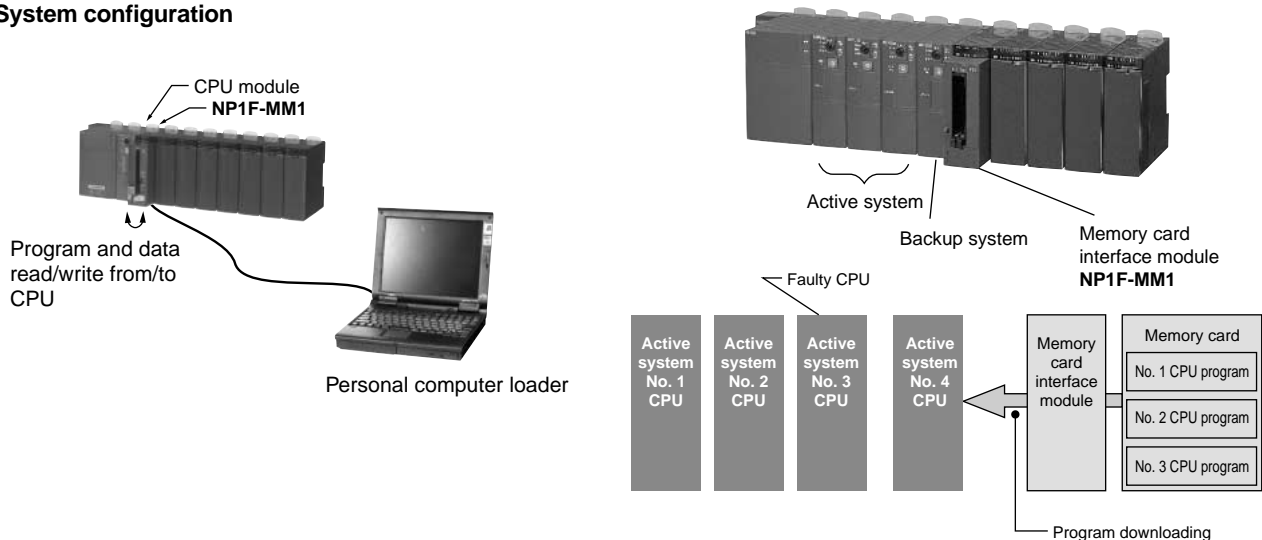 System configuration
CPU module
NP1F-MM1
Program and data
read/write from/to
CPU
Personal computer loader
Active system
Backup system
Memory card
interface module
NP1F-MM1
Faulty CPU
Active
system
No. 1
CPU
Active
system
No. 2
CPU
Active
system
No. 3
CPU
Active
system
No. 4
CPU
Memory
card
interface
module
Memory card
No. 1 CPU program
No. 2 CPU program
No. 3 CPU program
Program downloading